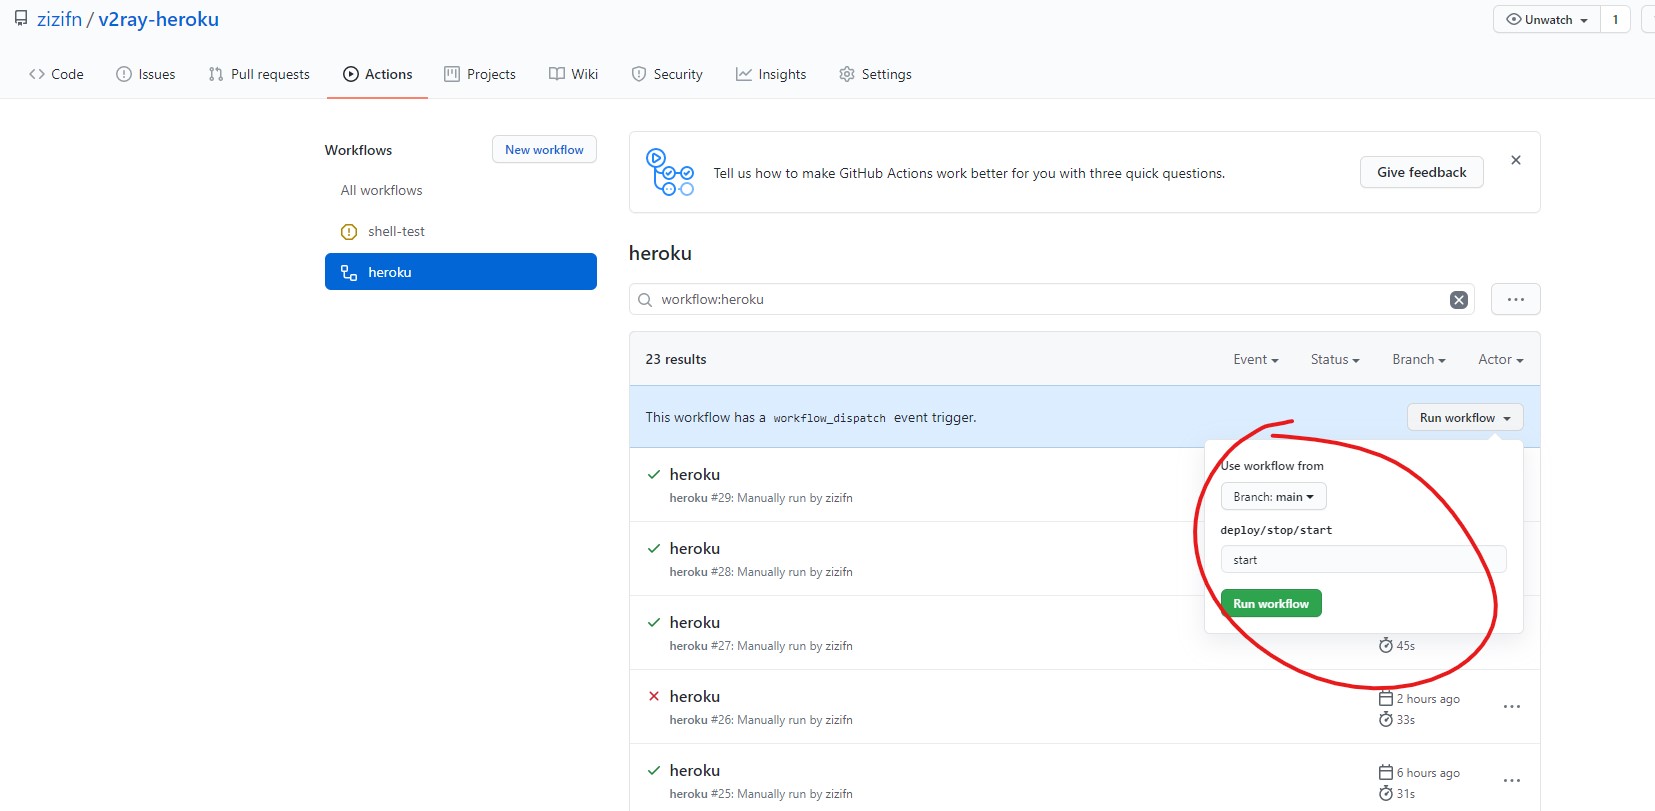 zizifn / v2ray-heroku
Unwatch 1
Code Issues Pull requests Actions Projects Wiki Security Insights Settings
Workflows New workflow
All workflows
shell-test
heroku
Tell us how to make GitHub Actions work better for you with three quick questions. Give feedback
heroku
workflow:heroku
23 results Event Status Branch Actor
This workflow has a workflow_dispatch event trigger. Run workflow
Use workflow from
Branch: main
deploy/stop/start
start
Run workflow
heroku
heroku #29: Manually run by zizifn
heroku
heroku #28: Manually run by zizifn
heroku
heroku #27: Manually run by zizifn 45s
heroku
2 hours ago
heroku #26: Manually run by zizifn 33s
heroku
6 hours ago
heroku #25: Manually run by zizifn 31s